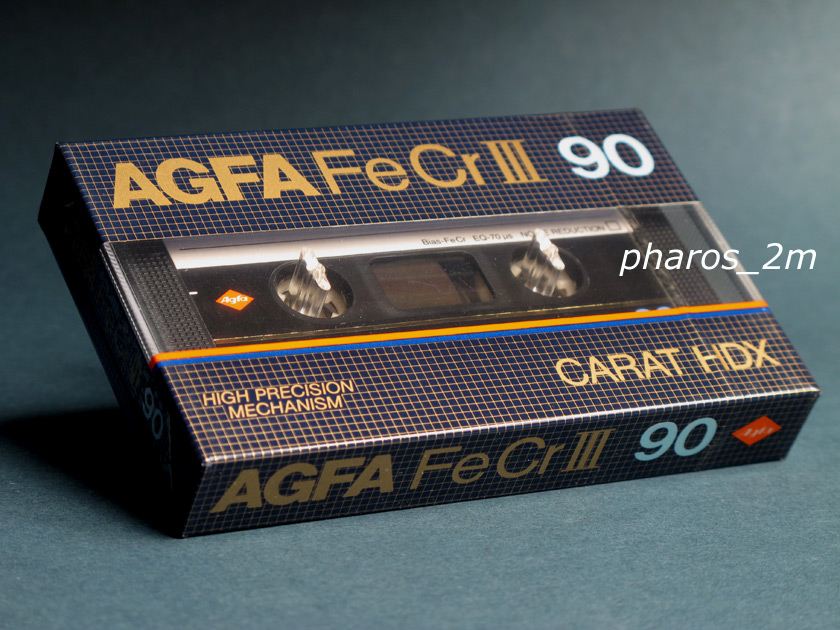 AGFA FeCr III 90
Bias-FeCr EQ-70 µs NOISE REDUCTION
Agfa
pharos_2m
CARAT HDX
HIGH PRECISION
MECHANISM
90
AGFA FeCr III 90